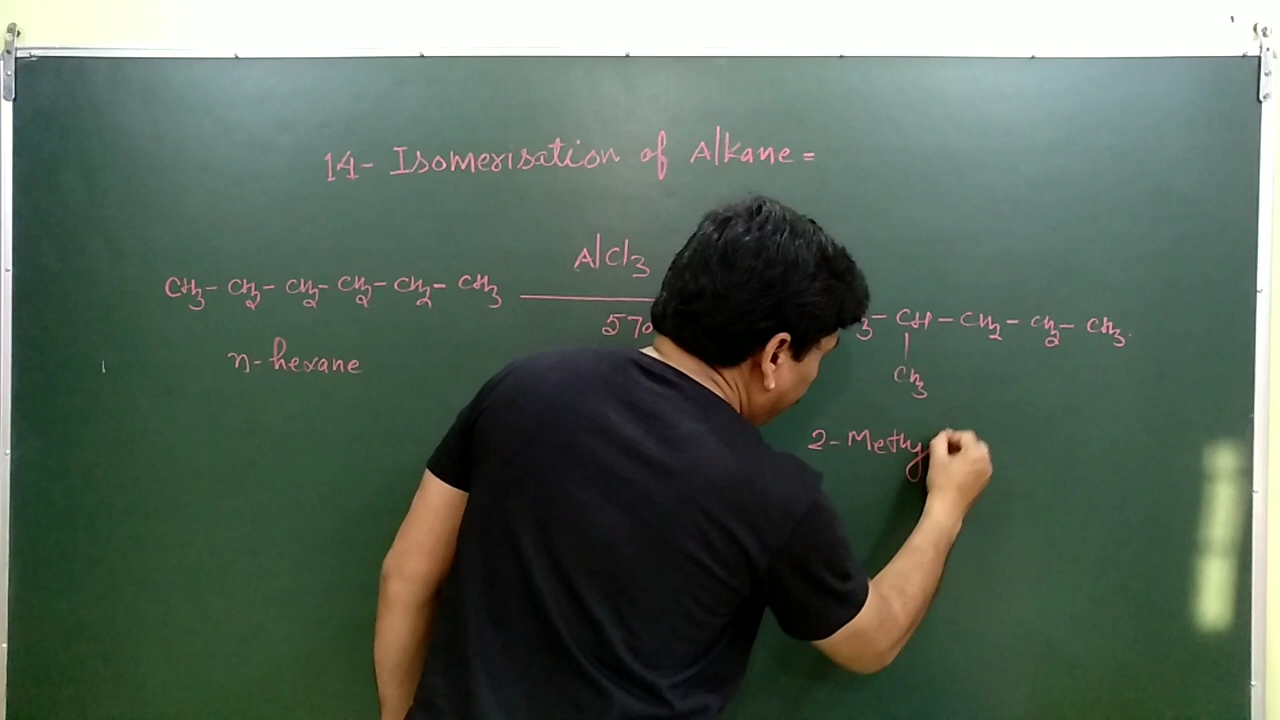 14- Isomerisation of Alkane =
AlCl3
CH3- CH2- CH2- CH2- CH2- CH3
570
3- CH - CH2 - CH2- CH3
CH3
n-hexane
2-Methy